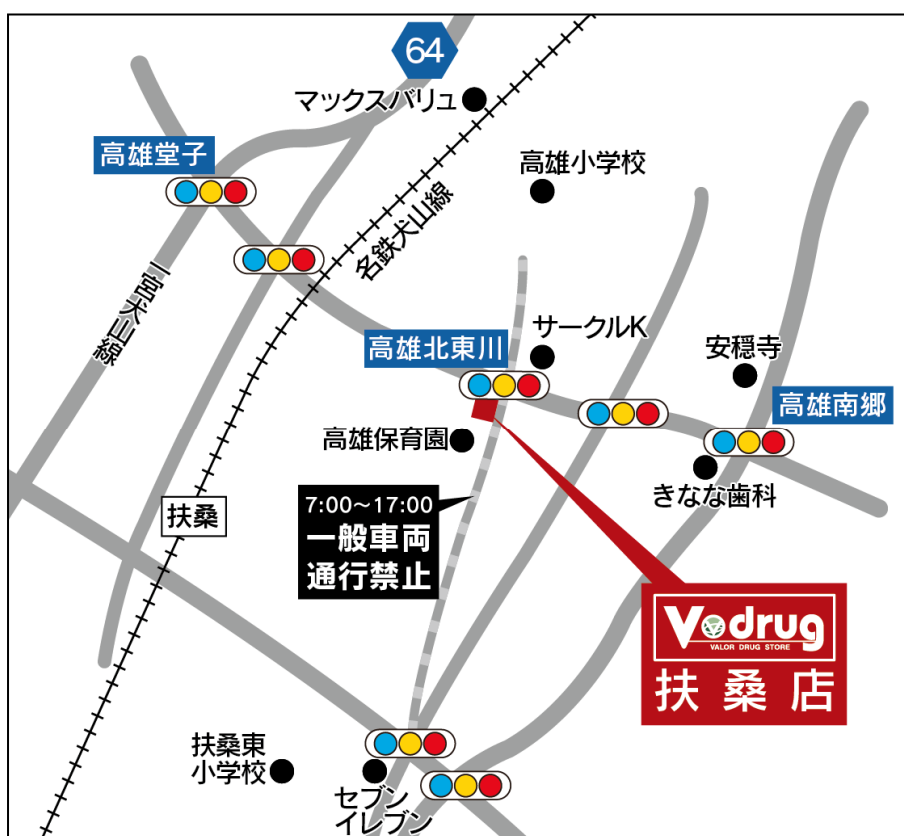 64
マックスバリュ
高雄堂子
高雄小学校
名鉄犬山線
一宮犬山線
サークルK
高雄北東川
安穏寺
高雄南郷
高雄保育園
きなな歯科
扶桑
7:00～17:00
一般車両
通行禁止
V drug
VALOR DRUG STORE
扶桑店
扶桑東
小学校
セブン
イレブン